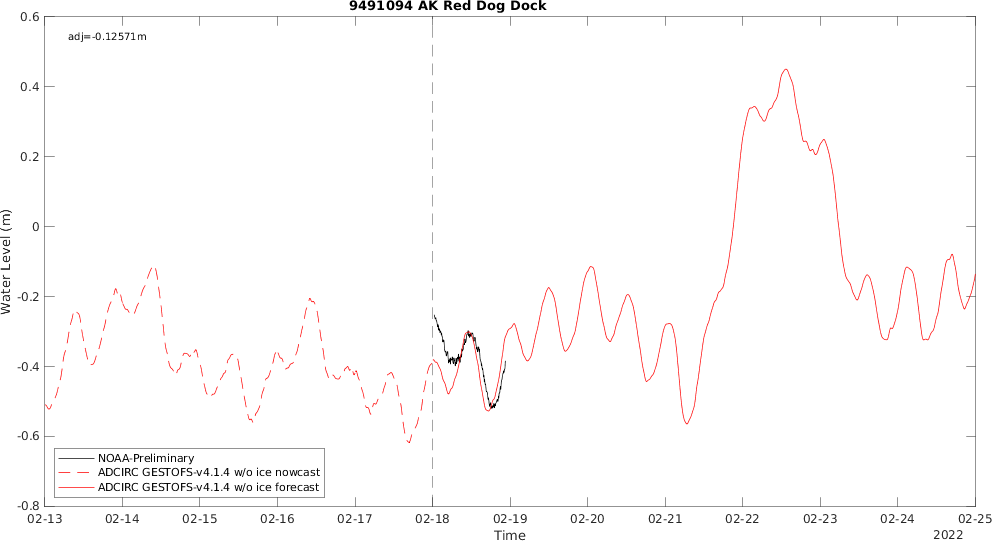 9491094 AK Red Dog Dock
adj=-0.12571m
0.6
0.4
0.2
0
-0.2
-0.4
-0.6
-0.8
Water Level (m)
NOAA-Preliminary
ADCIRC GESTOFS-v4.1.4 w/o ice nowcast
ADCIRC GESTOFS-v4.1.4 w/o ice forecast
02-13 02-14 02-15 02-16 02-17 02-18 02-19 02-20 02-21 02-22 02-23 02-24 02-25
Time
2022